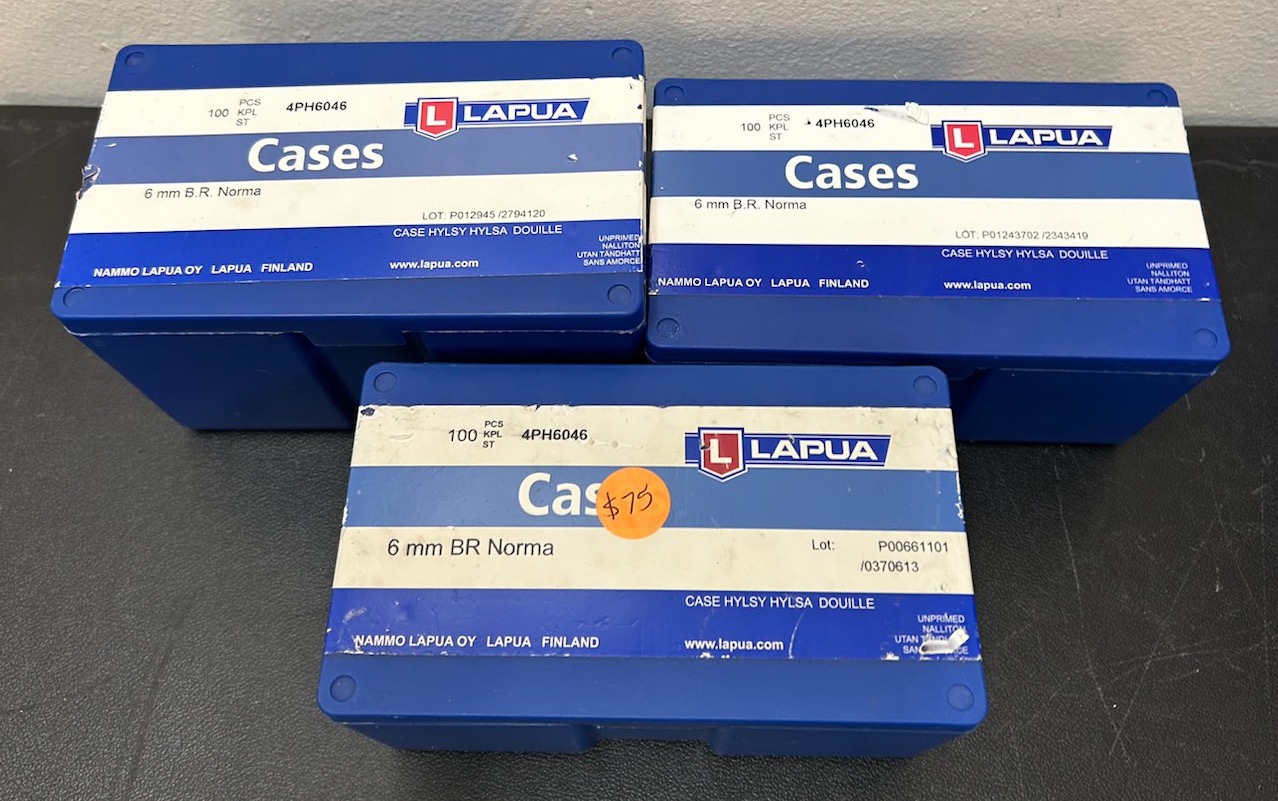 100 PCS KPL ST 4PH6046 L LAPUA
Cases
6 mm B.R. Norma
LOT: P012945 /2794120
CASE HYLSY HYLSA DOUILLE
UNPRIMED
NALLITON
UTAN TÄNDHATT
SANS AMORCE
NAMMO LAPUA OY LAPUA FINLAND www.lapua.com
100 PCS KPL ST 4PH6046 L LAPUA
Cases
6 mm B.R. Norma
LOT: P01243702 /2343419
CASE HYLSY HYLSA DOUILLE
UNPRIMED
NALLITON
UTAN TÄNDHATT
SANS AMORCE
NAMMO LAPUA OY LAPUA FINLAND www.lapua.com
100 PCS KPL ST 4PH6046 L LAPUA
Cas $75
6 mm BR Norma Lot: P00661101
/0370613
CASE HYLSY HYLSA DOUILLE
UNPRIMED
NALLITON
UTAN
NAMMO LAPUA OY LAPUA FINLAND www.lapua.com